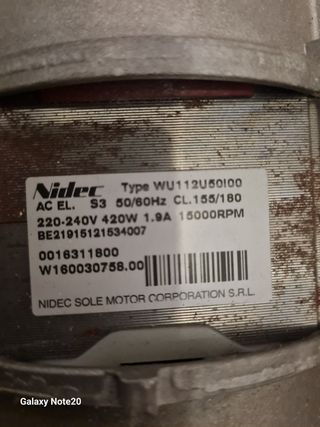 Nidec Type WU112U50I00
AC EL. S3 50/60Hz CL.155/180
220-240V 420W 1.9A 15000RPM
BE21915121534007
0016311800
W160030758.00
NIDEC SOLE MOTOR CORPORATION S.R.L.
Galaxy Note20